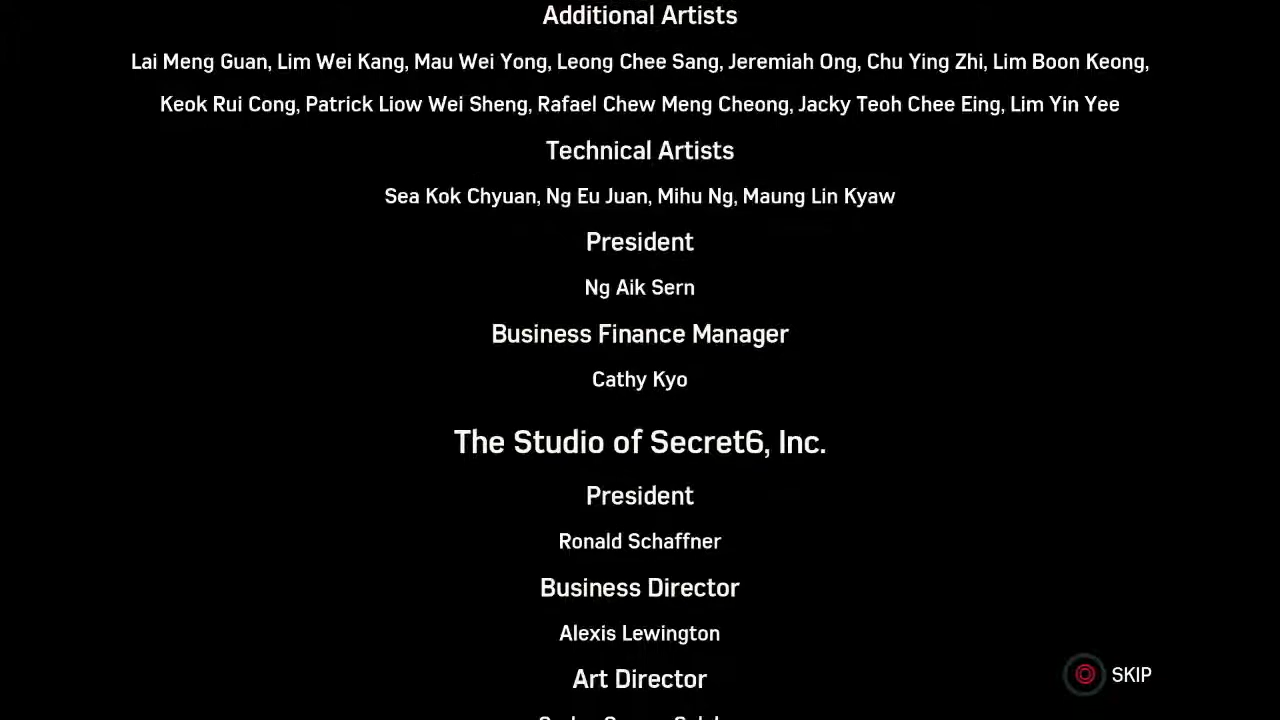 Additional Artists
Lai Meng Guan, Lim Wei Kang, Mau Wei Yong, Leong Chee Sang, Jeremiah Ong, Chu Ying Zhi, Lim Boon Keong,
Keok Rui Cong, Patrick Liow Wei Sheng, Rafael Chew Meng Cheong, Jacky Teoh Chee Eing, Lim Yin Yee
Technical Artists
Sea Kok Chyuan, Ng Eu Juan, Mihu Ng, Maung Lin Kyaw
President
Ng Aik Sern
Business Finance Manager
Cathy Kyo
The Studio of Secret6, Inc.
President
Ronald Schaffner
Business Director
Alexis Lewington
Art Director
SKIP